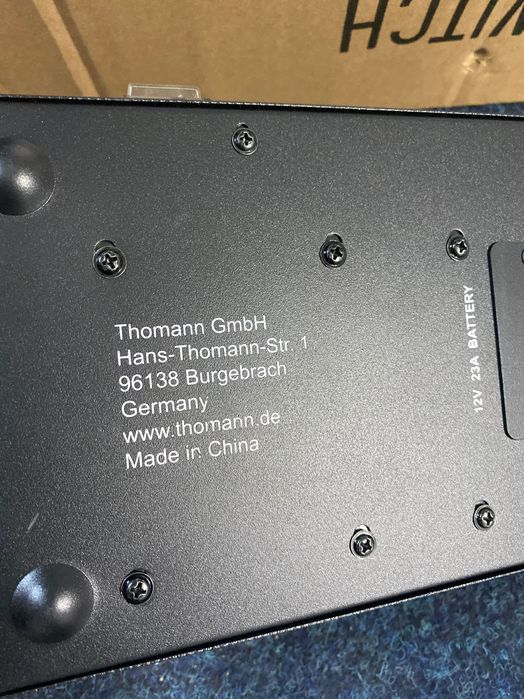 Thomann GmbH
Hans-Thomann-Str. 1
96138 Burgebrach
Germany
www.thomann.de
Made in China
12V 23A BATTERY